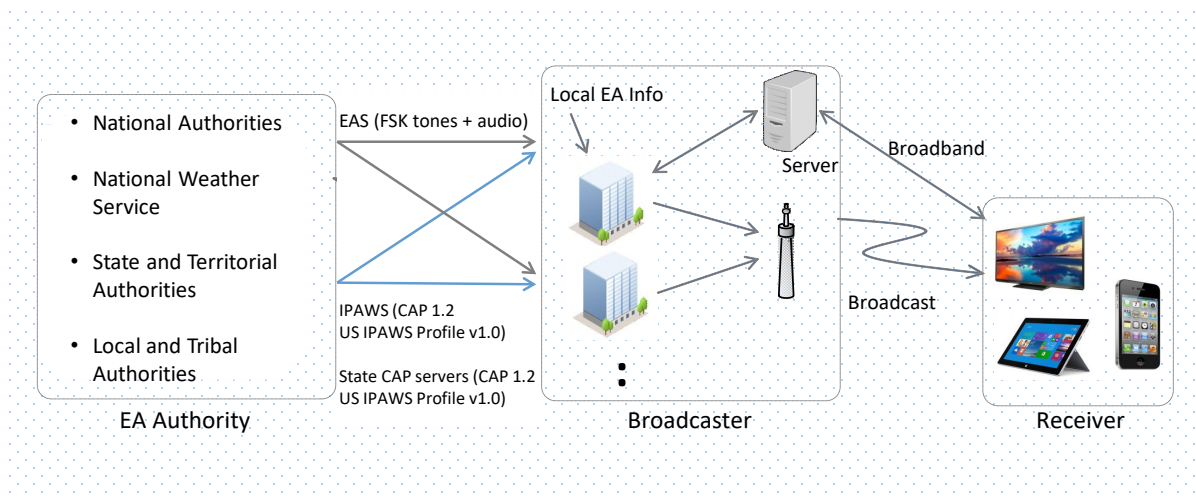 • National Authorities
• National Weather
Service
• State and Territorial
Authorities
• Local and Tribal
Authorities
EA Authority
EAS (FSK tones + audio)
IPAWS (CAP 1.2
US IPAWS Profile v1.0)
State CAP servers (CAP 1.2
US IPAWS Profile v1.0)
Local EA Info
Server
:
Broadcaster
Broadband
Broadcast
Receiver